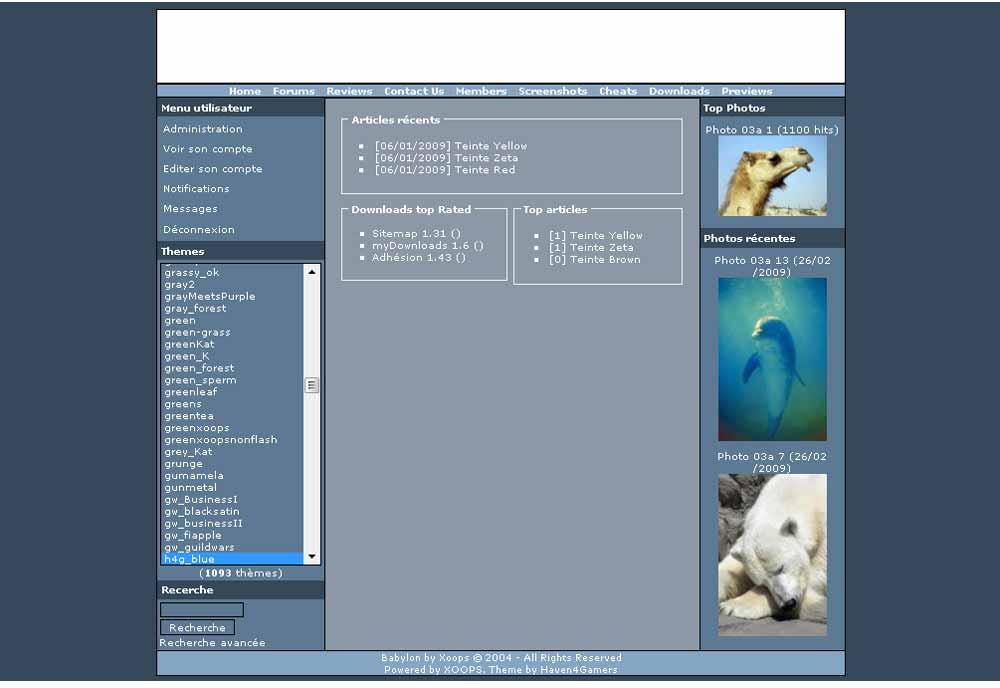 Home Forums Reviews Contact Us Members Screenshots Cheats Downloads Previews
Menu utilisateur
Administration
Voir son compte
Editer son compte
Notifications
Messages
Déconnexion
Themes
grassy_ok
gray2
grayMeetsPurple
gray_forest
green
green-grass
greenKat
green_K
green_forest
green_sperm
greenleaf
greens
greentea
greenxoops
greenxoopsnonflash
grey_Kat
grunge
gumamela
gunmetal
gw_BusinessI
gw_blacksatin
gw_businessII
gw_fiapple
gw_guildwars
h4g_blue
(1093 thèmes)
Recerche
Recherche
Recherche avancée
Articles récents
[06/01/2009] Teinte Yellow
[06/01/2009] Teinte Zeta
[06/01/2009] Teinte Red
Downloads top Rated
Sitemap 1.31 ()
myDownloads 1.6 ()
Adhésion 1.43 ()
Top articles
[1] Teinte Yellow
[1] Teinte Zeta
[0] Teinte Brown
Top Photos
Photo 03a 1 (1100 hits)
Photos récentes
Photo 03a 13 (26/02
/2009)
Photo 03a 7 (26/02
/2009)
Babylon by Xoops © 2004 - All Rights Reserved
Powered by XOOPS. Theme by Haven4Gamers